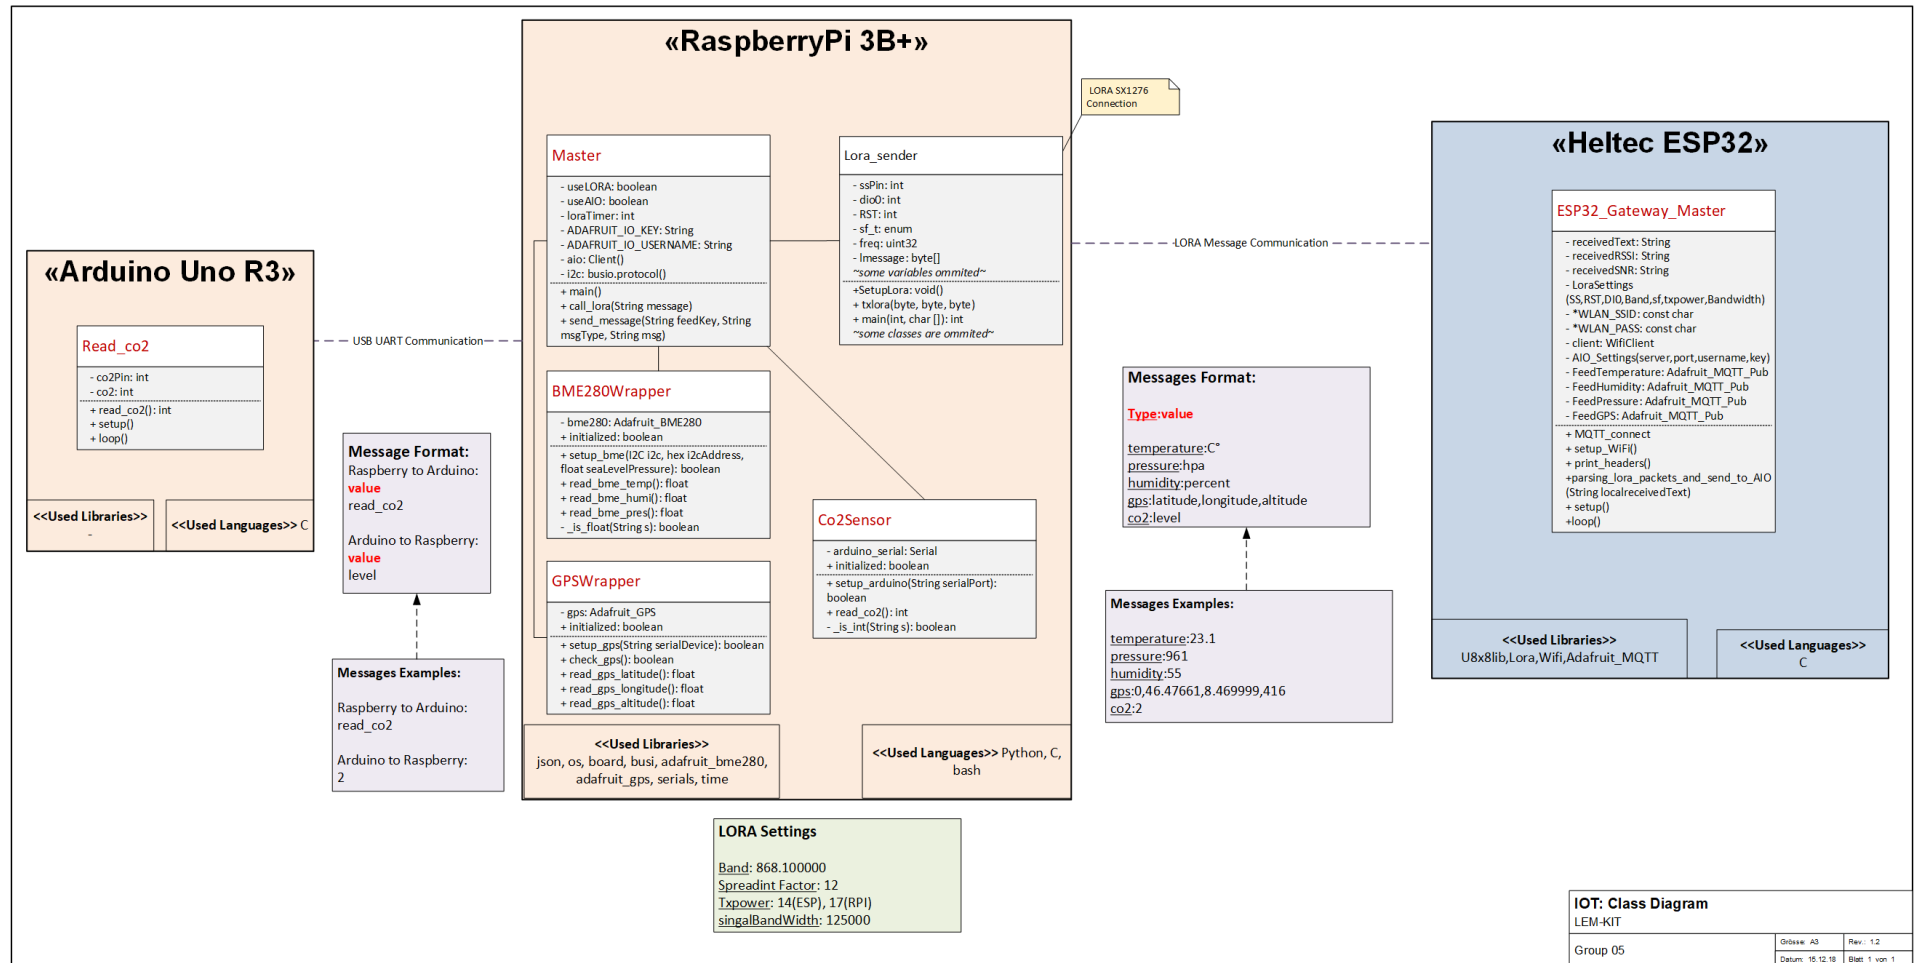 «RaspberryPi 3B+»
LORA SX1276
Connection
«Heltec ESP32»
«Arduino Uno R3»
Read_co2
- co2Pin: int
- co2: int
+ read_co2(): int
+ setup()
+ loop()
<<Used Libraries>>
-
<<Used Languages>> C
USB UART Communication
Message Format:
Raspberry to Arduino:
value
read_co2
Arduino to Raspberry:
value
level
Messages Examples:
Raspberry to Arduino:
read_co2
Arduino to Raspberry:
2
Master
- useLORA: boolean
- useAIO: boolean
- loraTimer: int
- ADAFRUIT_IO_KEY: String
- ADAFRUIT_IO_USERNAME: String
- aio: Client()
- i2c: busio.protocol()
+ main()
+ call_lora(String message)
+ send_message(String feedKey, String
msgType, String msg)
Lora_sender
- ssPin: int
- dio0: int
- RST: int
- sf_t: enum
- freq: uint32
- lmessage: byte[]
~some variables ommited~
+SetupLora: void()
+ txlora(byte, byte, byte)
+ main(int, char []): int
~some classes are ommited~
BME280Wrapper
- bme280: Adafruit_BME280
+ initialized: boolean
+ setup_bme(I2C i2c, hex i2cAddress,
float seaLevelPressure): boolean
+ read_bme_temp(): float
+ read_bme_humi(): float
+ read_bme_pres(): float
- _is_float(String s): boolean
GPSWrapper
- gps: Adafruit_GPS
+ initialized: boolean
+ setup_gps(String serialDevice): boolean
+ check_gps(): boolean
+ read_gps_latitude(): float
+ read_gps_longitude(): float
+ read_gps_altitude(): float
Co2Sensor
- arduino_serial: Serial
+ initialized: boolean
+ setup_arduino(String serialPort):
boolean
+ read_co2(): int
- _is_int(String s): boolean
<<Used Libraries>>
json, os, board, busi, adafruit_bme280,
adafruit_gps, serials, time
<<Used Languages>> Python, C,
bash
LORA Message Communication
Messages Format:
Type:value
temperature:C°
pressure:hpa
humidity:percent
gps:latitude,longitude,altitude
co2:level
Messages Examples:
temperature:23.1
pressure:961
humidity:55
gps:0,46.47661,8.469999,416
co2:2
ESP32_Gateway_Master
- receivedText: String
- receivedRSSI: String
- receivedSNR: String
- LoraSettings
(SS,RST,DI0,Band,sf,txpower,Bandwidth)
- *WLAN_SSID: const char
- *WLAN_PASS: const char
- client: WifiClient
- AIO_Settings(server,port,username,key)
- FeedTemperature: Adafruit_MQTT_Pub
- FeedHumidity: Adafruit_MQTT_Pub
- FeedPressure: Adafruit_MQTT_Pub
- FeedGPS: Adafruit_MQTT_Pub
+ MQTT_connect
+ setup_WiFi()
+ print_headers()
+parsing_lora_packets_and_send_to_AIO
(String localreceivedText)
+ setup()
+loop()
<<Used Libraries>>
U8x8lib,Lora,Wifi,Adafruit_MQTT
<<Used Languages>>
C
LORA Settings
Band: 868.100000
Spreadint Factor: 12
Txpower: 14(ESP), 17(RPI)
singalBandWidth: 125000
IOT: Class Diagram
LEM-KIT
Group 05
Grösse: A3
Rev.: 1.2
Datum: 15.12.18
Blatt 1 von 1